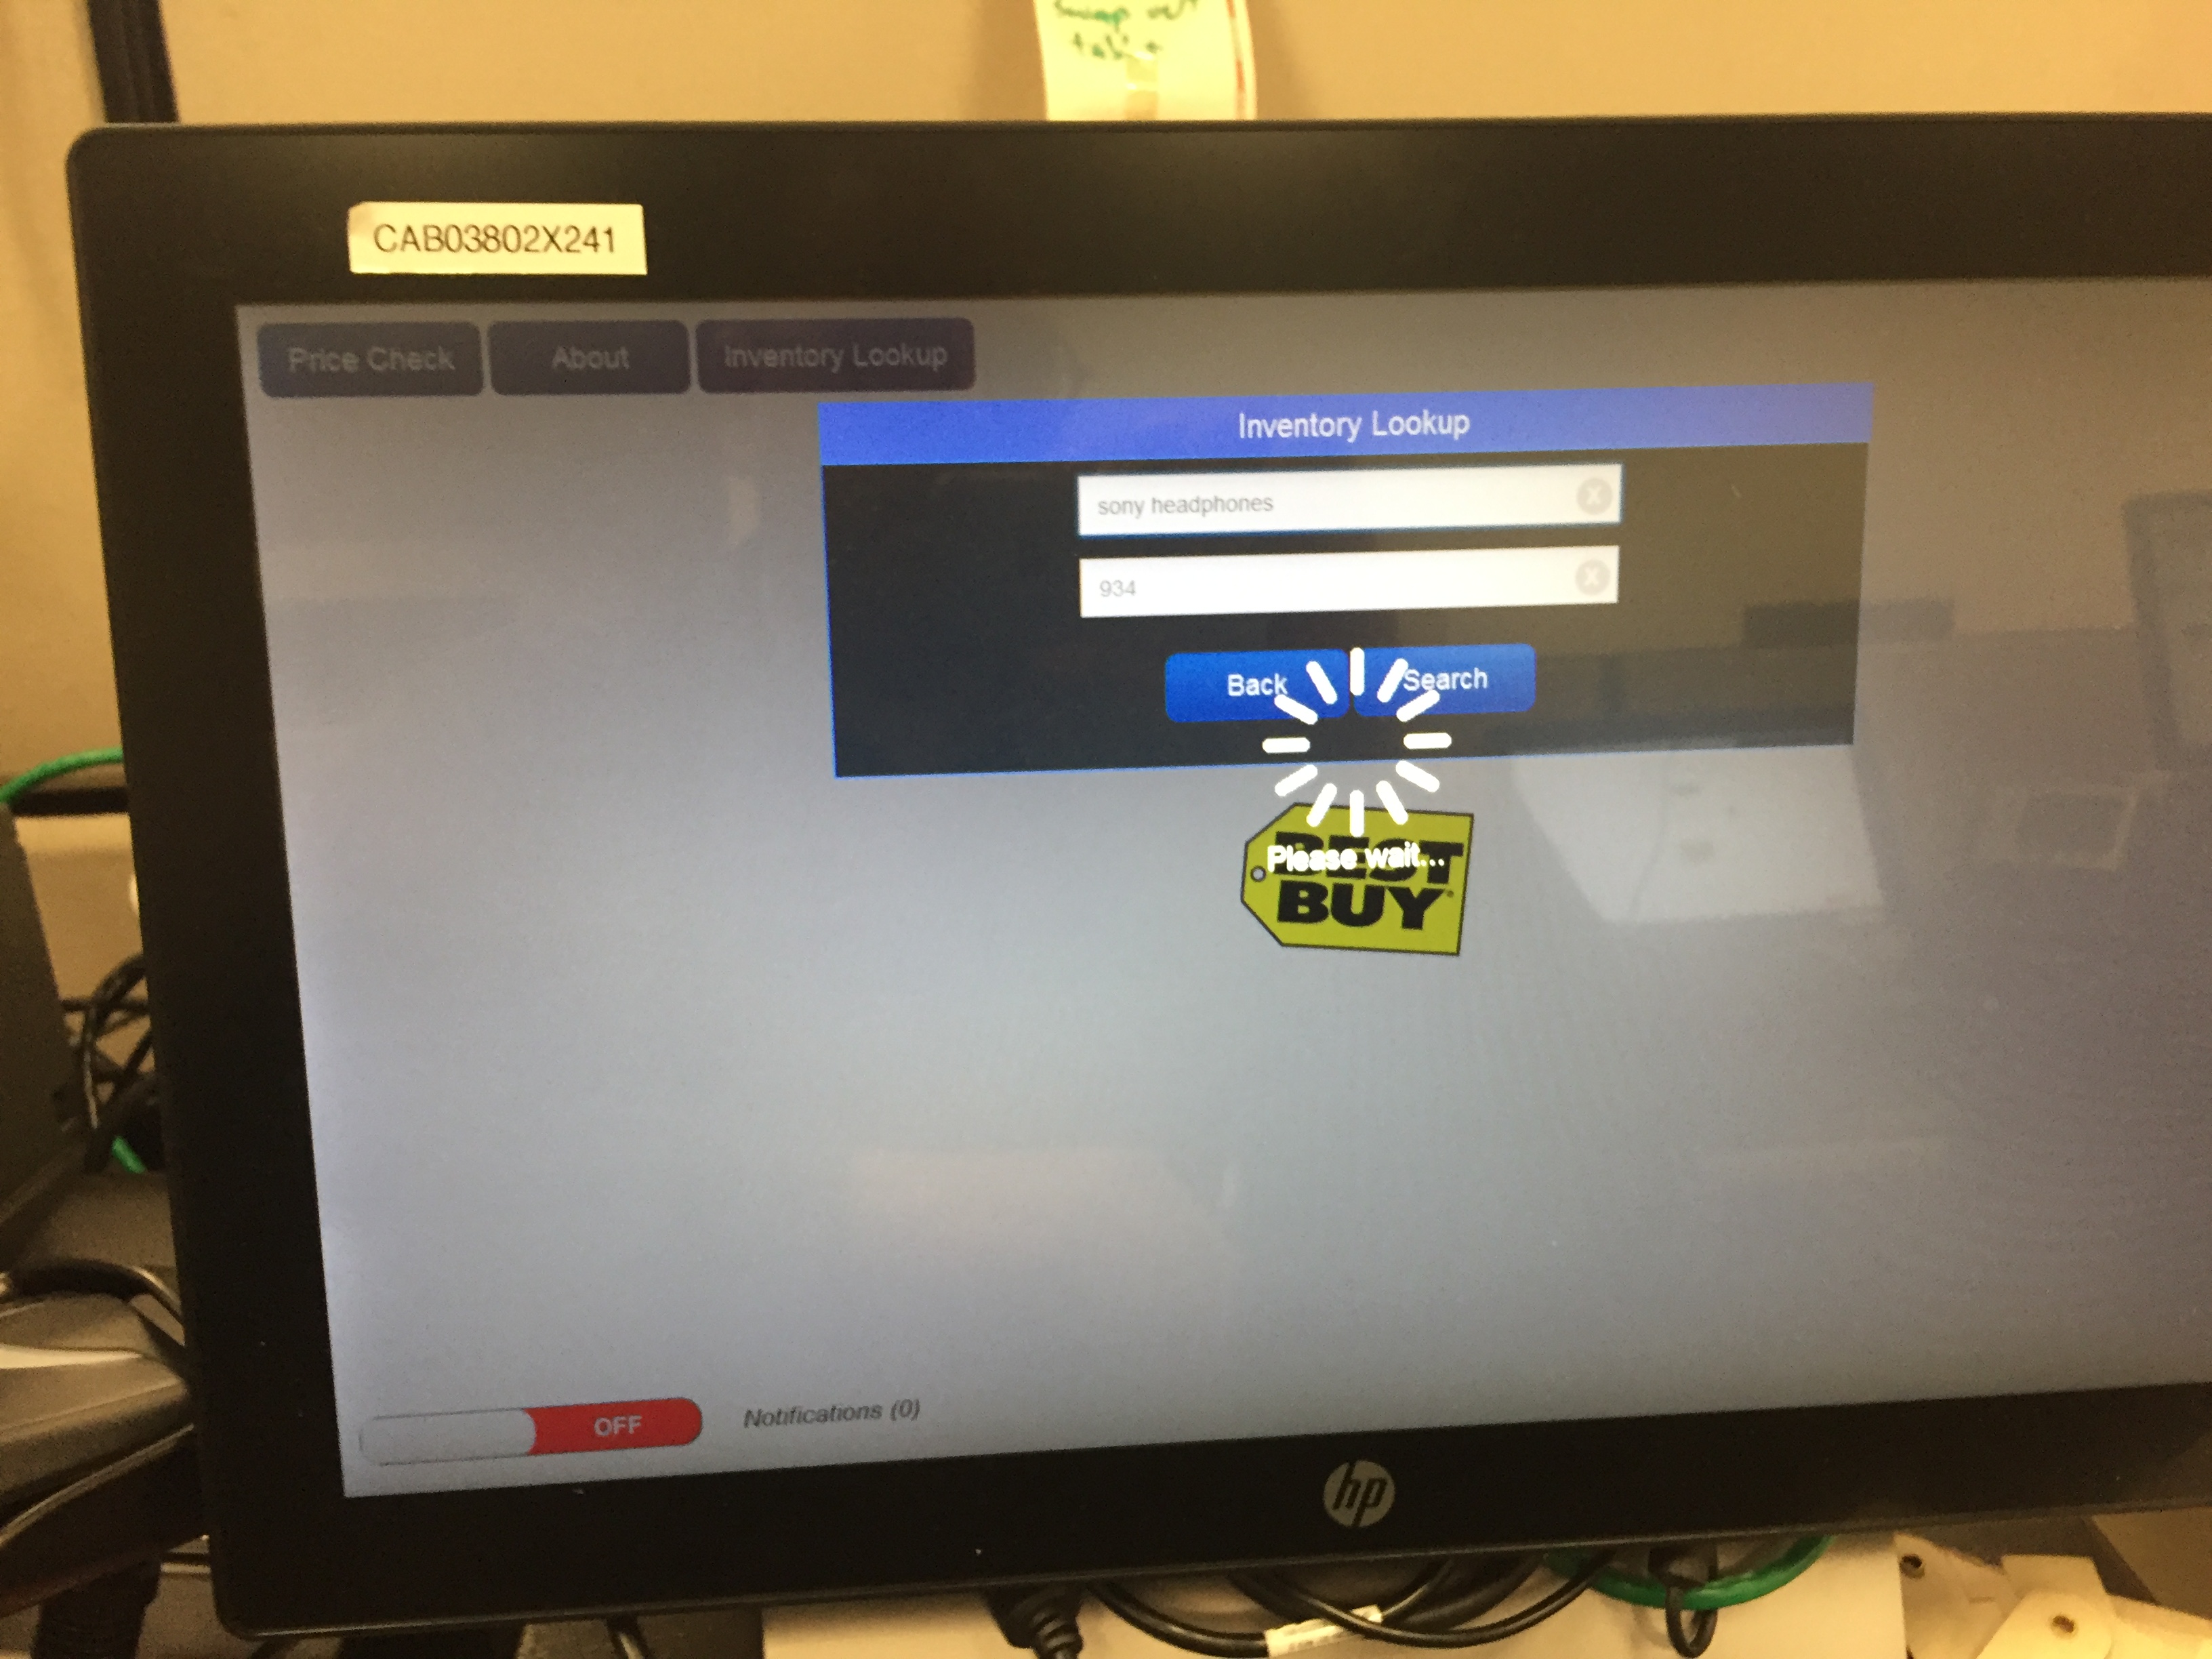 tab
CAB03802X241
Price Check
About
Inventory Lookup
Inventory Lookup
sony headphones
X
934
X
Back
Search
Please wait...
BEST
BUY
OFF
Notifications (0)
hp